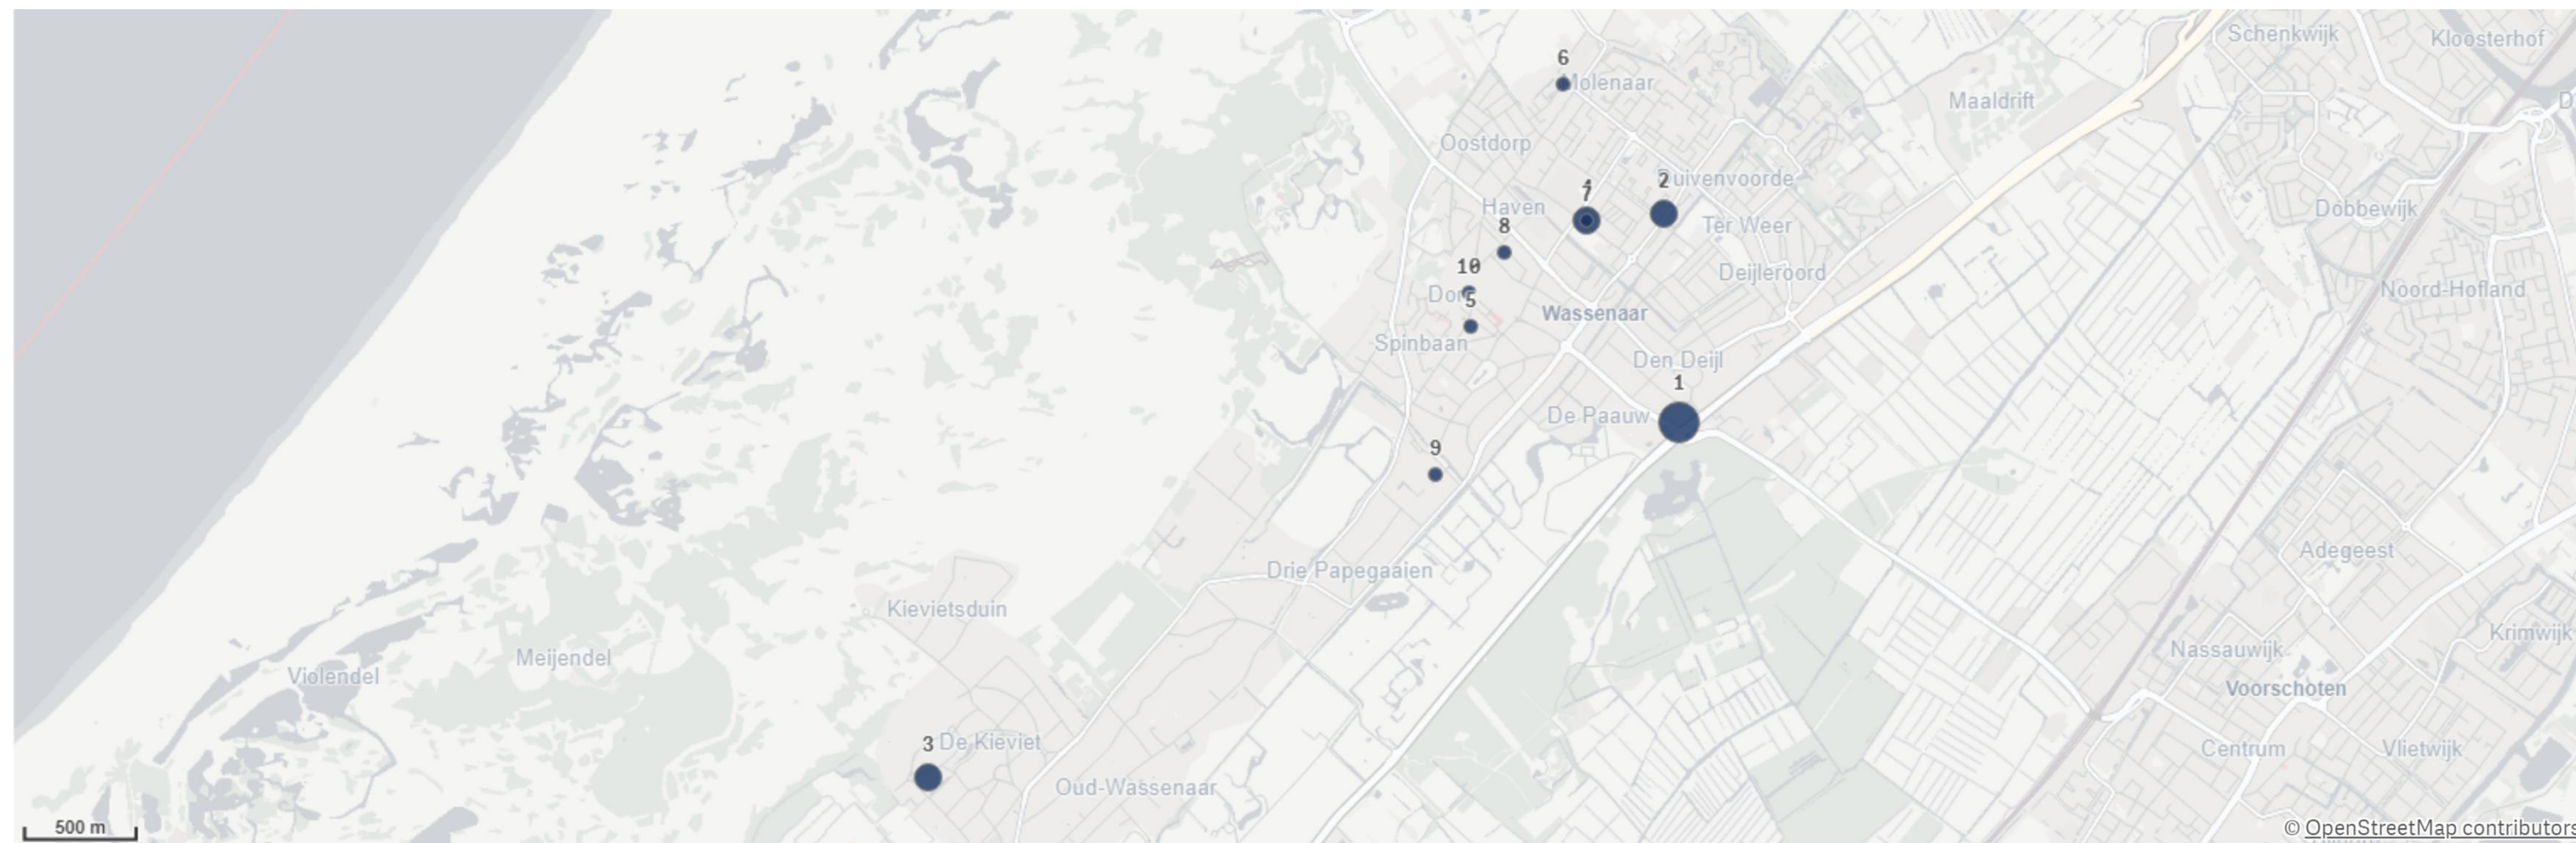 Schenkwijk
Kloosterhof
6
Molenaar
Maaldrift
D
Oostdorp
2
Duivenvoorde
7
Haven
Dobbewijk
8
Ter Weer
10
Deijleroord
Dorp
5
Noord-Hofland
Wassenaar
Spinbaan
Den Deijl
1
De Paauw
9
Adegeest
Drie Papegaaien
Kievietsduin
Krimwijk
Nassauwijk
Meijendel
Violendel
Voorschoten
3 De Kieviet
Centrum
Vlietwijk
Oud-Wassenaar
500 m
© OpenStreetMap contributors